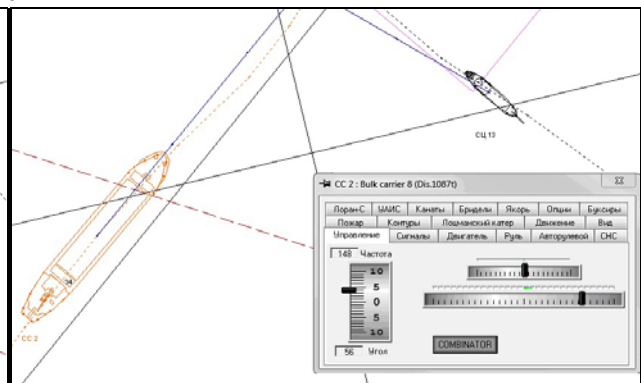 СЦ 13
34
СС 2
СС 2 : Bulk carrier 8 (Dis.1087t)
Лоран-С УАИС Канаты Бридели Якорь Опции Буксиры
Пожар Контуры Лоцманский катер Движение Вид
Управление Сигналы Двигатель Руль Авторулевой СНС
148 Частота
10
5
0
5
10
56 Угол
COMBINATOR